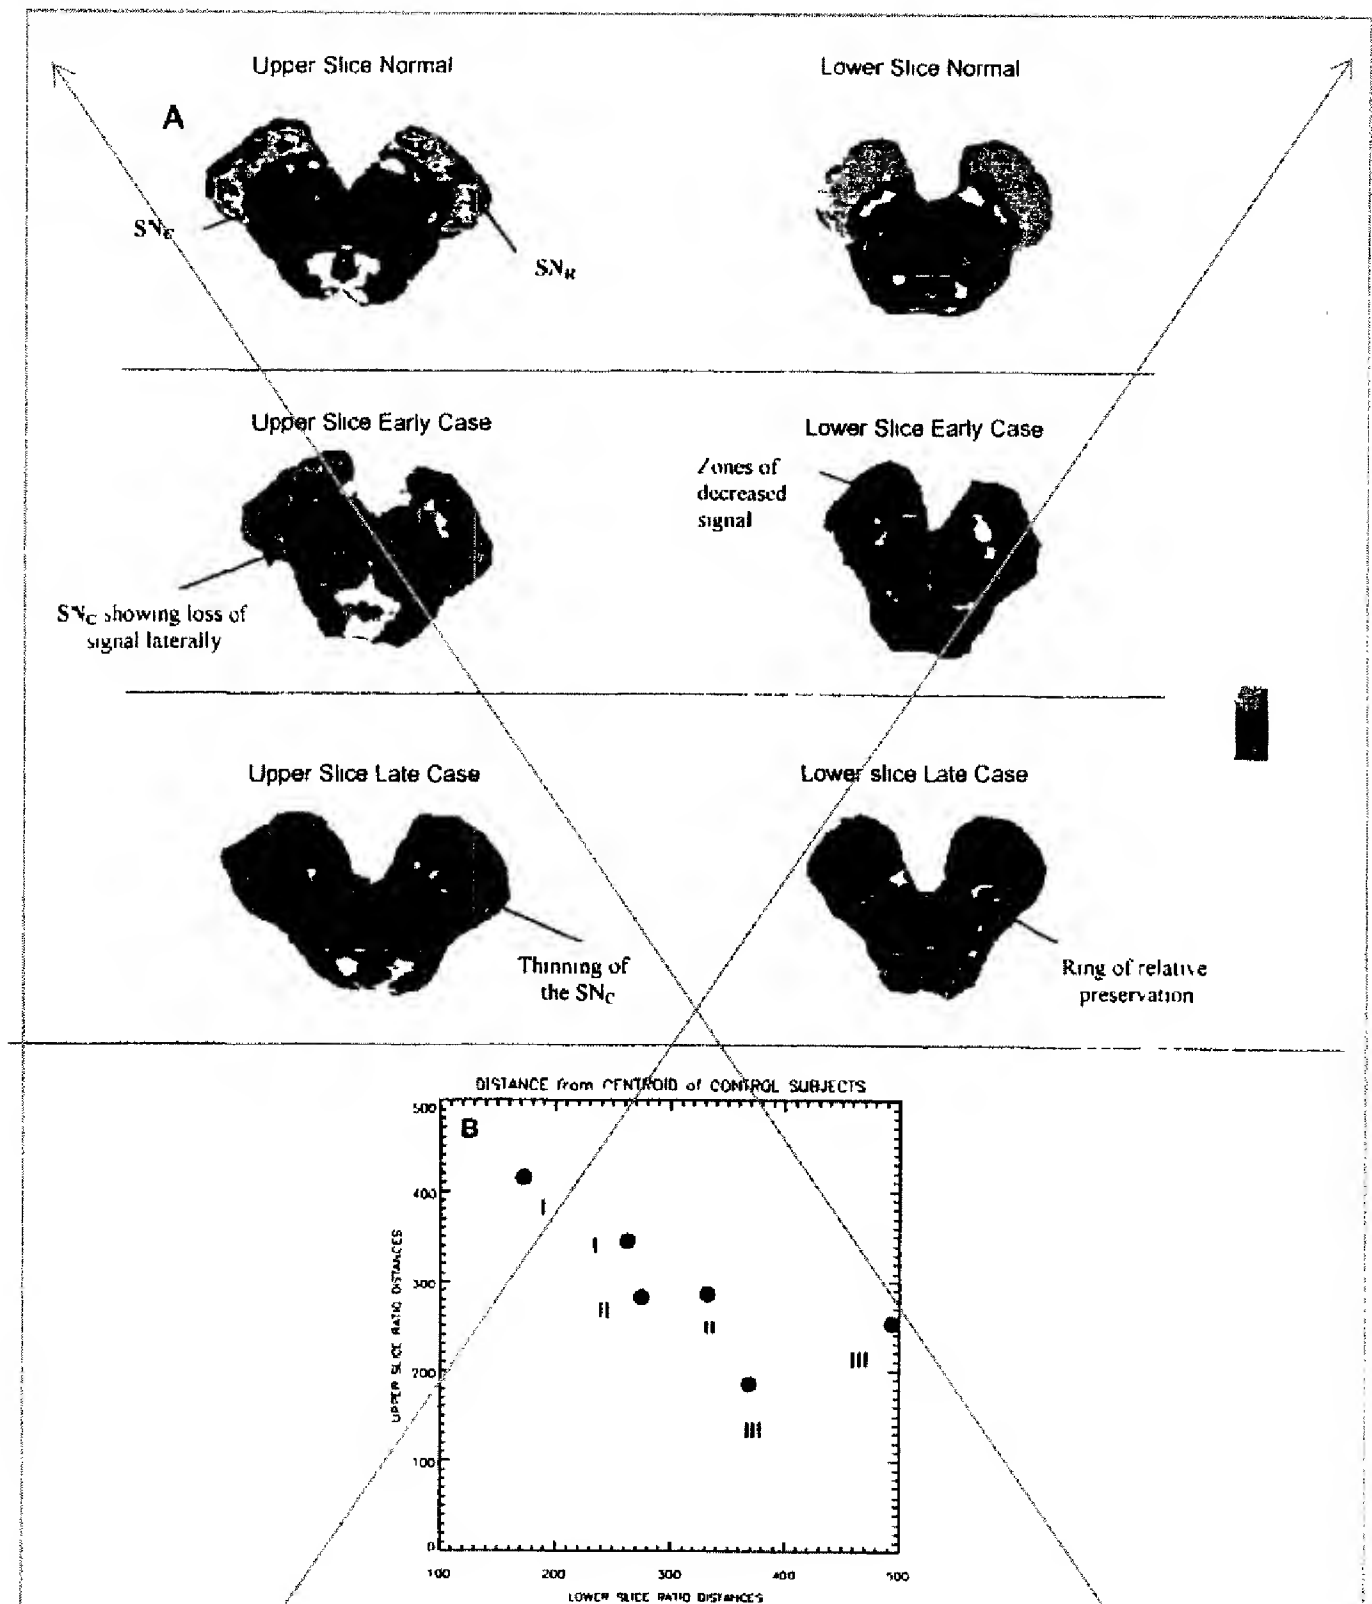 Upper Slice Normal
Lower Slice Normal
A
SN_C
SN_R
Upper Slice Early Case
Lower Slice Early Case
Zones of
decreased
signal
SN_C showing loss of
signal laterally
Upper Slice Late Case
Lower slice Late Case
Thinning of
the SN_C
Ring of relative
preservation
DISTANCE from CENTROID of CONTROL SUBJECTS
B
500
400
300
200
100
0
UPPER SLICE RATIO DISTANCES
I
I
II
II
III
III
100 200 300 400 500
LOWER SLICE RATIO DISTANCES